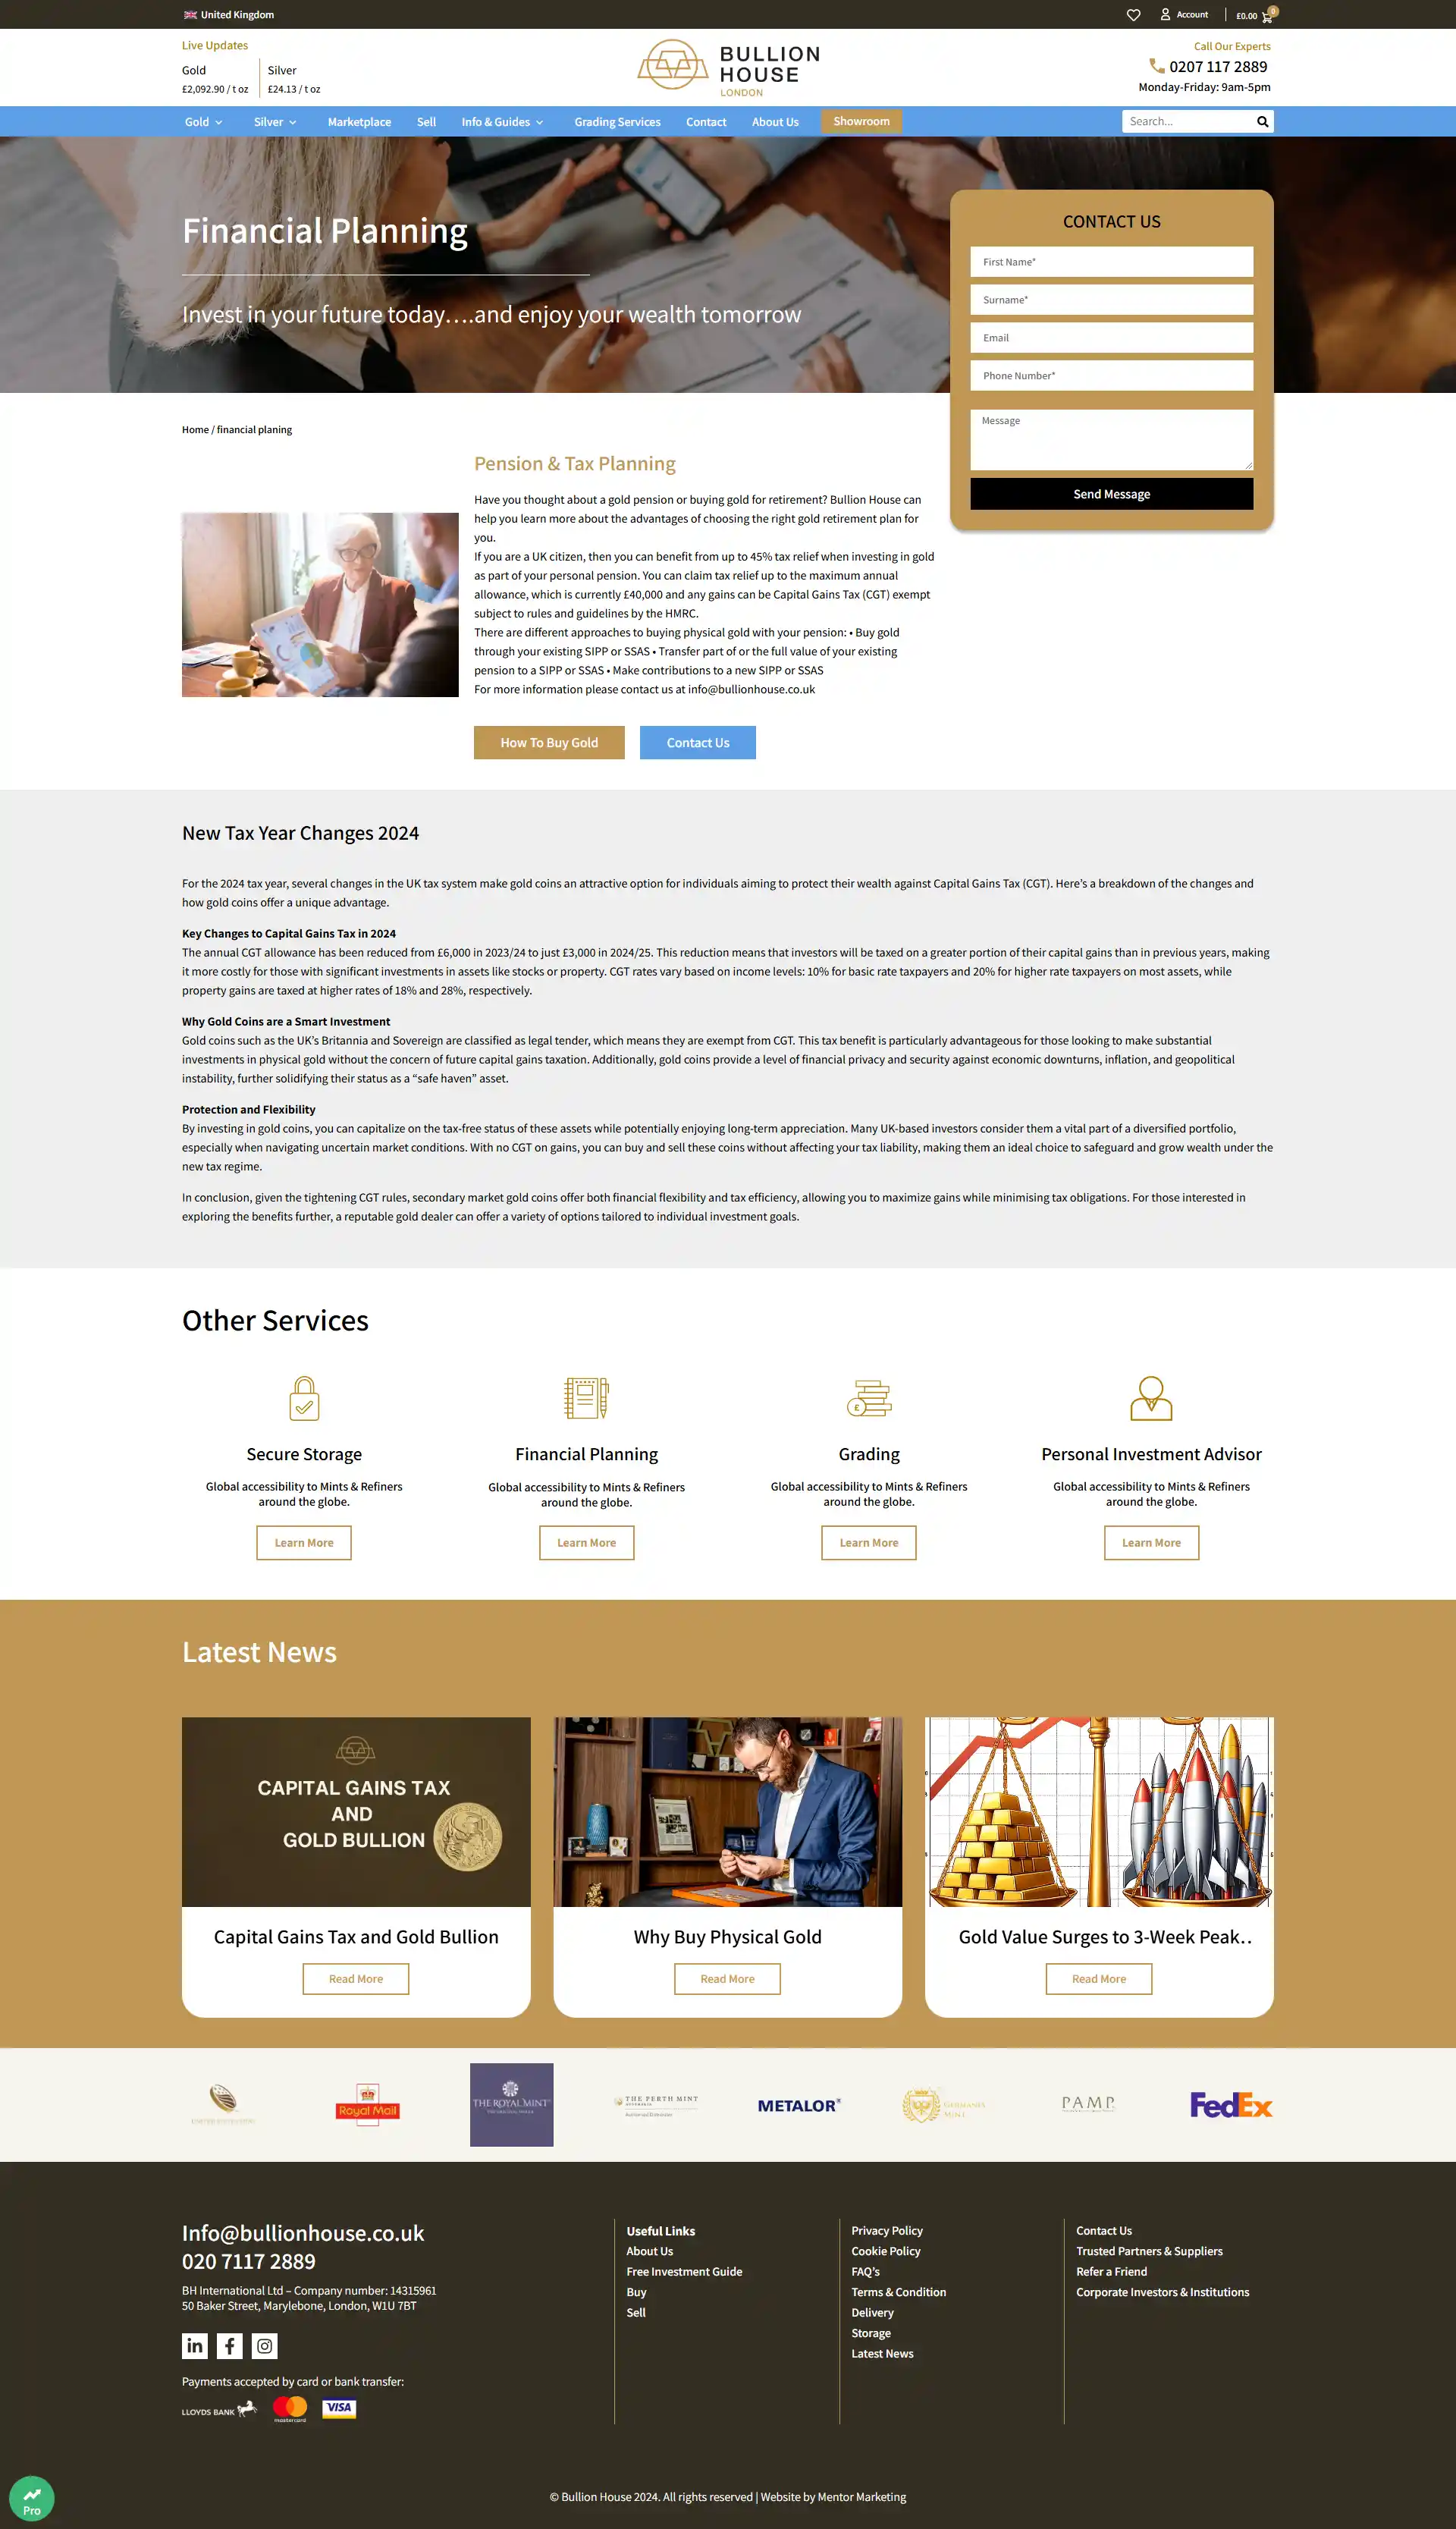 United Kingdom
Account
£0.00
0
Live Updates
Gold
£2,092.90 / t oz
Silver
£24.13 / t oz
BULLION
HOUSE
LONDON
Call Our Experts
0207 117 2889
Monday-Friday: 9am-5pm
Gold
Silver
Marketplace
Sell
Info & Guides
Grading Services
Contact
About Us
Showroom
Search...
Financial Planning
Invest in your future today….and enjoy your wealth tomorrow
CONTACT US
First Name*
Surname*
Email
Phone Number*
Message
Send Message
Home / financial planing
Pension & Tax Planning
Have you thought about a gold pension or buying gold for retirement? Bullion House can
help you learn more about the advantages of choosing the right gold retirement plan for
you.
If you are a UK citizen, then you can benefit from up to 45% tax relief when investing in gold
as part of your personal pension. You can claim tax relief up to the maximum annual
allowance, which is currently £40,000 and any gains can be Capital Gains Tax (CGT) exempt
subject to rules and guidelines by the HMRC.
There are different approaches to buying physical gold with your pension: • Buy gold
through your existing SIPP or SSAS • Transfer part of or the full value of your existing
pension to a SIPP or SSAS • Make contributions to a new SIPP or SSAS
For more information please contact us at info@bullionhouse.co.uk
How To Buy Gold
Contact Us
New Tax Year Changes 2024
For the 2024 tax year, several changes in the UK tax system make gold coins an attractive option for individuals aiming to protect their wealth against Capital Gains Tax (CGT). Here’s a breakdown of the changes and
how gold coins offer a unique advantage.
Key Changes to Capital Gains Tax in 2024
The annual CGT allowance has been reduced from £6,000 in 2023/24 to just £3,000 in 2024/25. This reduction means that investors will be taxed on a greater portion of their capital gains than in previous years, making
it more costly for those with significant investments in assets like stocks or property. CGT rates vary based on income levels: 10% for basic rate taxpayers and 20% for higher rate taxpayers on most assets, while
property gains are taxed at higher rates of 18% and 28%, respectively.
Why Gold Coins are a Smart Investment
Gold coins such as the UK’s Britannia and Sovereign are classified as legal tender, which means they are exempt from CGT. This tax benefit is particularly advantageous for those looking to make substantial
investments in physical gold without the concern of future capital gains taxation. Additionally, gold coins provide a level of financial privacy and security against economic downturns, inflation, and geopolitical
instability, further solidifying their status as a “safe haven” asset.
Protection and Flexibility
By investing in gold coins, you can capitalize on the tax-free status of these assets while potentially enjoying long-term appreciation. Many UK-based investors consider them a vital part of a diversified portfolio,
especially when navigating uncertain market conditions. With no CGT on gains, you can buy and sell these coins without affecting your tax liability, making them an ideal choice to safeguard and grow wealth under the
new tax regime.
In conclusion, given the tightening CGT rules, secondary market gold coins offer both financial flexibility and tax efficiency, allowing you to maximize gains while minimising tax obligations. For those interested in
exploring the benefits further, a reputable gold dealer can offer a variety of options tailored to individual investment goals.
Other Services
Secure Storage
Global accessibility to Mints & Refiners
around the globe.
Learn More
Financial Planning
Global accessibility to Mints & Refiners
around the globe.
Learn More
Grading
Global accessibility to Mints & Refiners
around the globe.
Learn More
Personal Investment Advisor
Global accessibility to Mints & Refiners
around the globe.
Learn More
Latest News
CAPITAL GAINS TAX
AND
GOLD BULLION
Capital Gains Tax and Gold Bullion
Read More
Why Buy Physical Gold
Read More
Gold Value Surges to 3-Week Peak..
Read More
Royal Mail
THE ROYAL MINT
THE PERTH MINT
METALOR
GERMANIA
MINT
PAMP
FedEx
Info@bullionhouse.co.uk
020 7117 2889
BH International Ltd – Company number: 14315961
50 Baker Street, Marylebone, London, W1U 7BT
Payments accepted by card or bank transfer:
LLOYDS BANK
mastercard
VISA
Useful Links
About Us
Free Investment Guide
Buy
Sell
Privacy Policy
Cookie Policy
FAQ’s
Terms & Condition
Delivery
Storage
Latest News
Contact Us
Trusted Partners & Suppliers
Refer a Friend
Corporate Investors & Institutions
© Bullion House 2024. All rights reserved | Website by Mentor Marketing
Pro